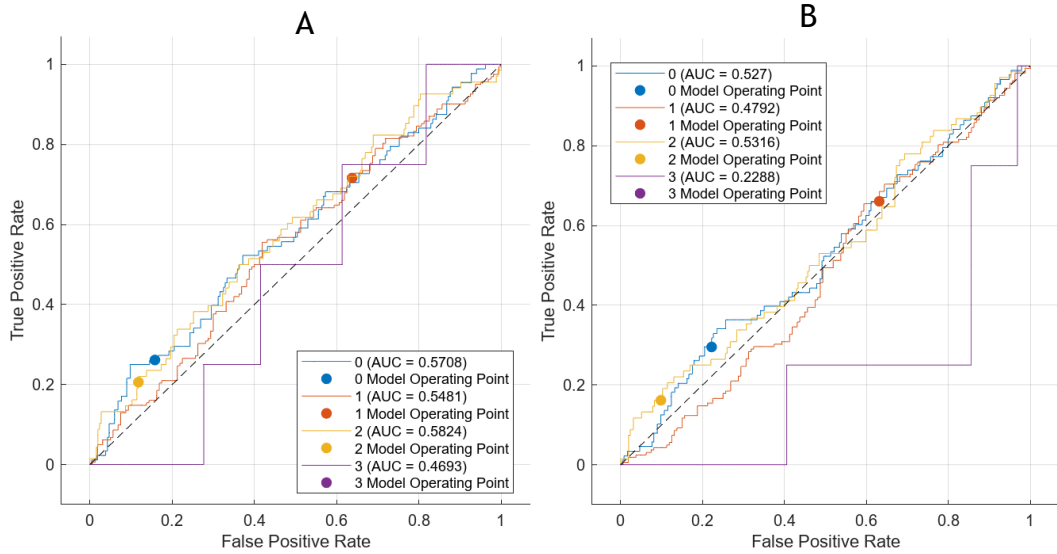 A
True Positive Rate
1
0.8
0.6
0.4
0.2
0
0 (AUC = 0.5708)
0 Model Operating Point
1 (AUC = 0.5481)
1 Model Operating Point
2 (AUC = 0.5824)
2 Model Operating Point
3 (AUC = 0.4693)
3 Model Operating Point
0 0.2 0.4 0.6 0.8 1
False Positive Rate
B
True Positive Rate
1
0.8
0.6
0.4
0.2
0
0 (AUC = 0.527)
0 Model Operating Point
1 (AUC = 0.4792)
1 Model Operating Point
2 (AUC = 0.5316)
2 Model Operating Point
3 (AUC = 0.2288)
3 Model Operating Point
0 0.2 0.4 0.6 0.8 1
False Positive Rate